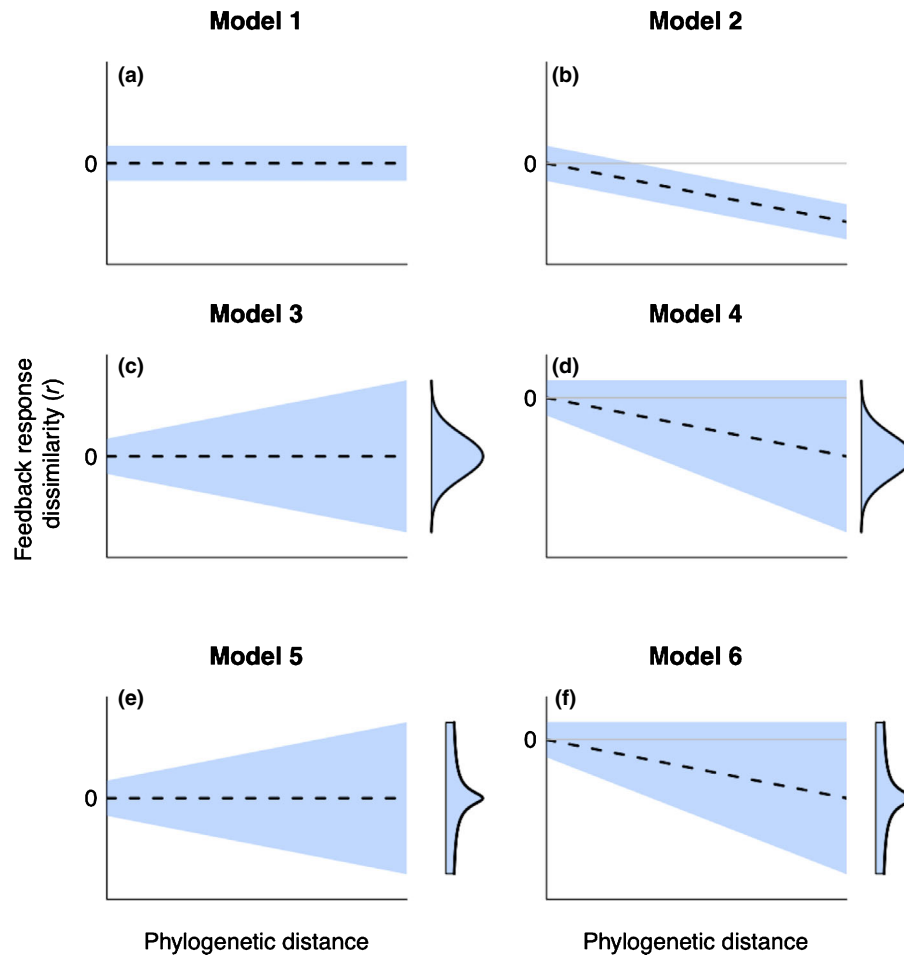 Model 1
Model 2
(a)
(b)
0
0
Model 3
Model 4
(c)
(d)
0
0
Feedback response
dissimilarity (r)
Model 5
Model 6
(e)
(f)
0
0
Phylogenetic distance
Phylogenetic distance